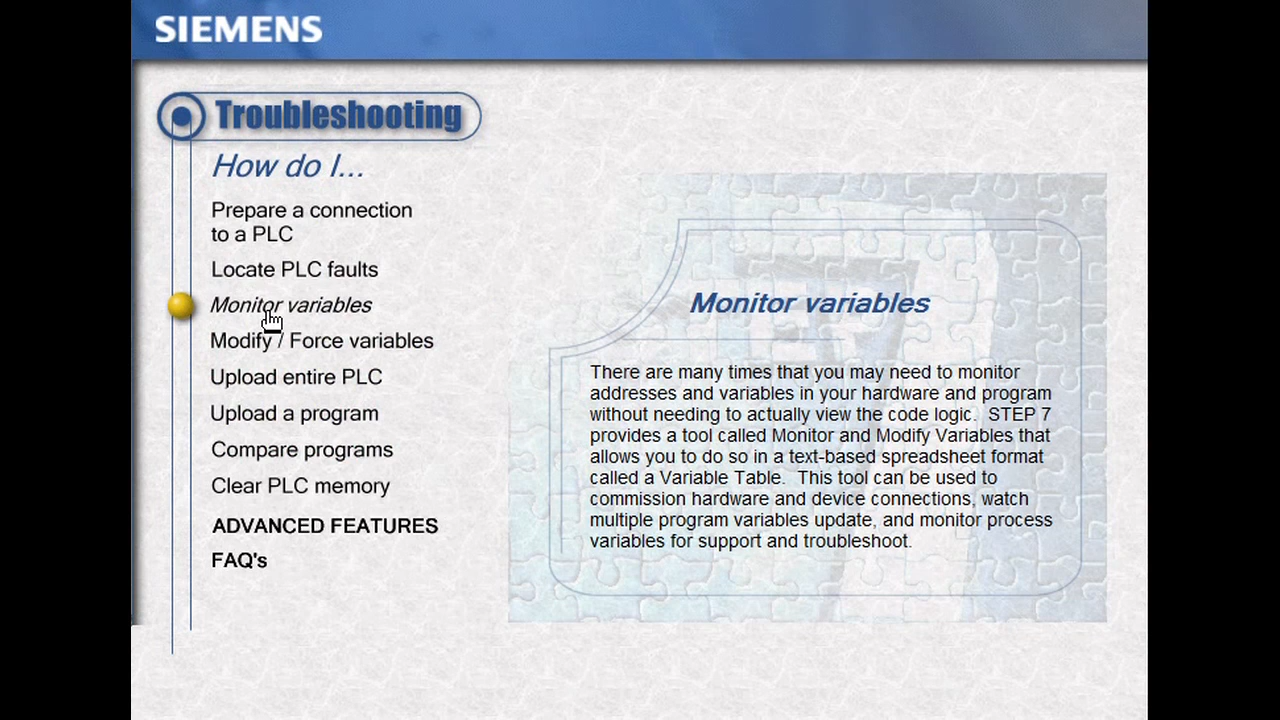 SIEMENS
Troubleshooting
How do I...
Prepare a connection
to a PLC
Locate PLC faults
Monitor variables
Modify / Force variables
Upload entire PLC
Upload a program
Compare programs
Clear PLC memory
ADVANCED FEATURES
FAQ's
Monitor variables
There are many times that you may need to monitor
addresses and variables in your hardware and program
without needing to actually view the code logic.  STEP 7
provides a tool called Monitor and Modify Variables that
allows you to do so in a text-based spreadsheet format
called a Variable Table.  This tool can be used to
commission hardware and device connections, watch
multiple program variables update, and monitor process
variables for support and troubleshoot.